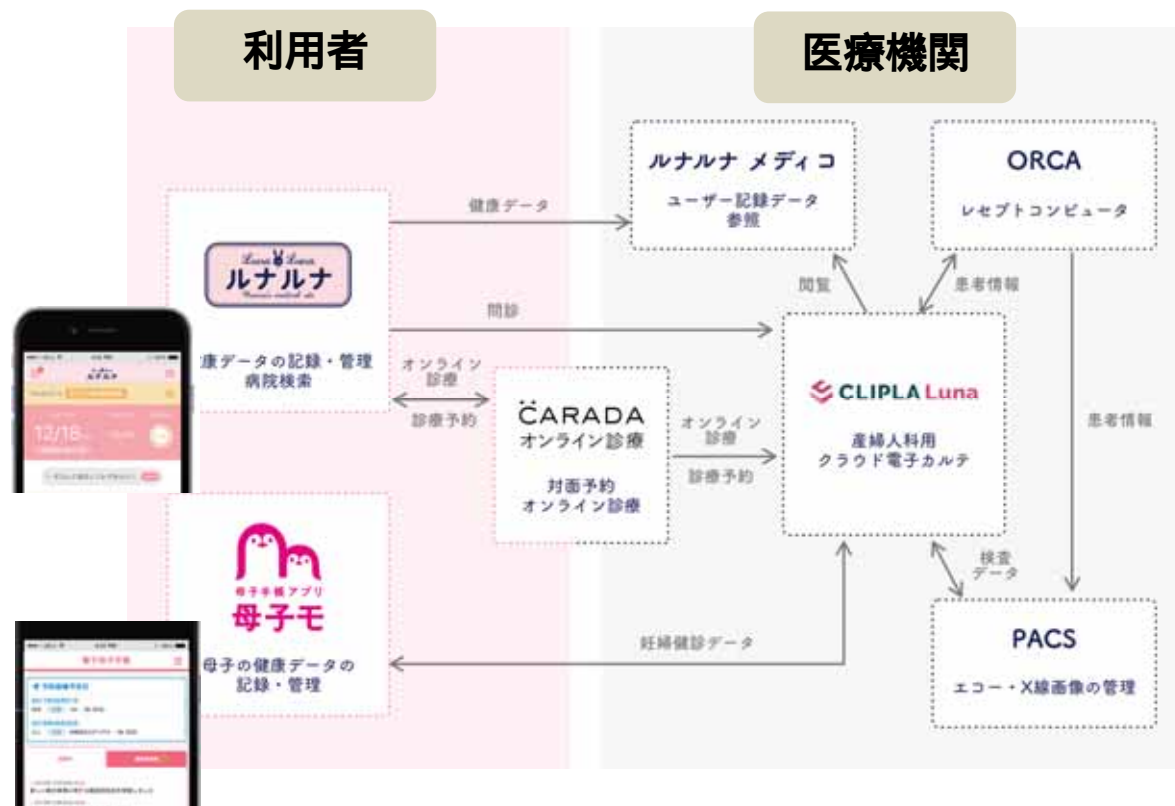 利用者
医療機関
ルナルナ メディコ
ユーザー記録データ
参照
ORCA
レセプトコンピュータ
健康データ
Luna Luna
ルナルナ
閲覧
患者情報
問診
康データの記録・管理
病院検索
オンライン
診療
診療予約
CARADA
オンライン診療
対面予約
オンライン診療
オンライン
診療
診療予約
CLIPLA Luna
産婦人科用
クラウド電子カルテ
患者情報
12/18
母子手帳アプリ
母子モ
母子の健康データの
記録・管理
妊婦健診データ
検査
データ
PACS
エコー・X線画像の管理